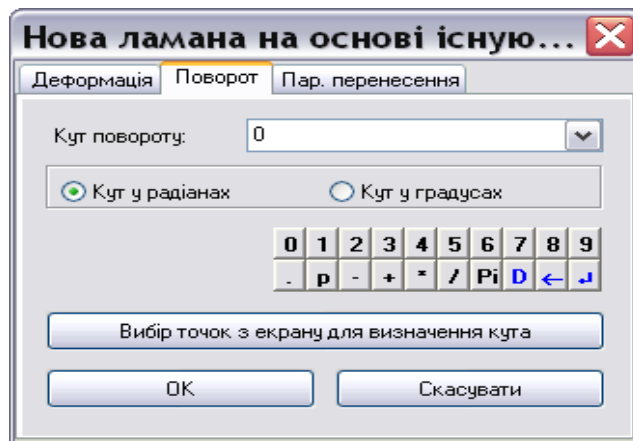 Нова ламана на основі існую...
Деформація Поворот Пар. перенесення
Кут повороту: 0
Кут у радіанах Кут у градусах
0 1 2 3 4 5 6 7 8 9
. p - + * / Pi D ← ↵
Вибір точок з екрану для визначення кута
OK Скасувати